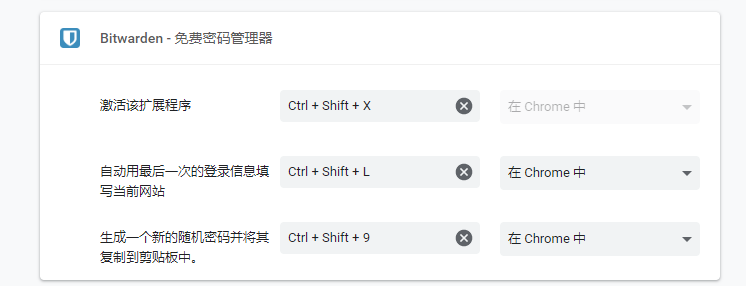 Bitwarden - 免费密码管理器
激活该扩展程序 Ctrl + Shift + X 在 Chrome 中
自动用最后一次的登录信息填 Ctrl + Shift + L 在 Chrome 中
写当前网站
生成一个新的随机密码并将其 Ctrl + Shift + 9 在 Chrome 中
复制到剪贴板中。